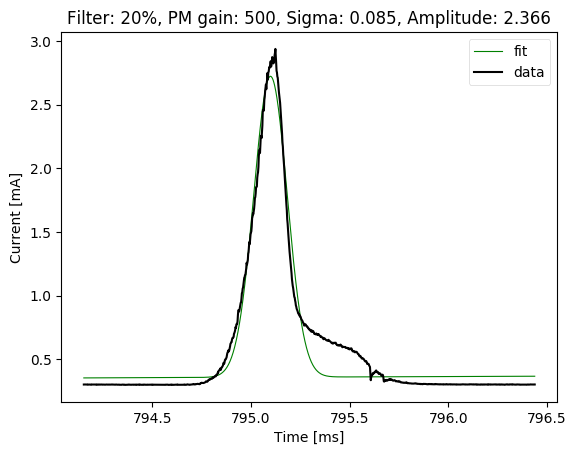 Filter: 20%, PM gain: 500, Sigma: 0.085, Amplitude: 2.366
fit
data
3.0
2.5
2.0
1.5
1.0
0.5
Current [mA]
794.5
795.0
795.5
796.0
796.5
Time [ms]